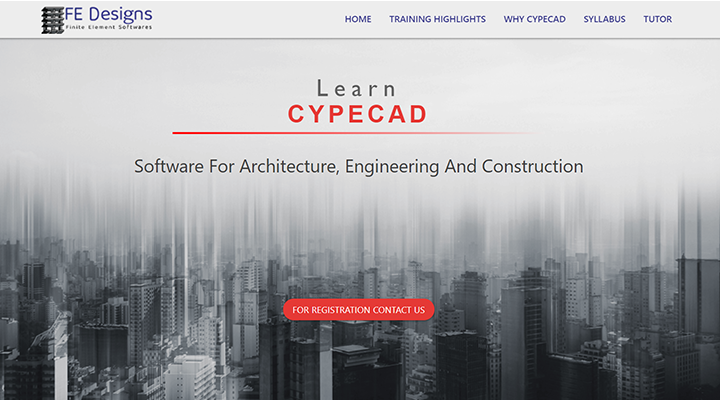 FE Designs
Finite Element Softwares
HOME TRAINING HIGHLIGHTS WHY CYPECAD SYLLABUS TUTOR
Learn
CYPECAD
Software For Architecture, Engineering And Construction
FOR REGISTRATION CONTACT US